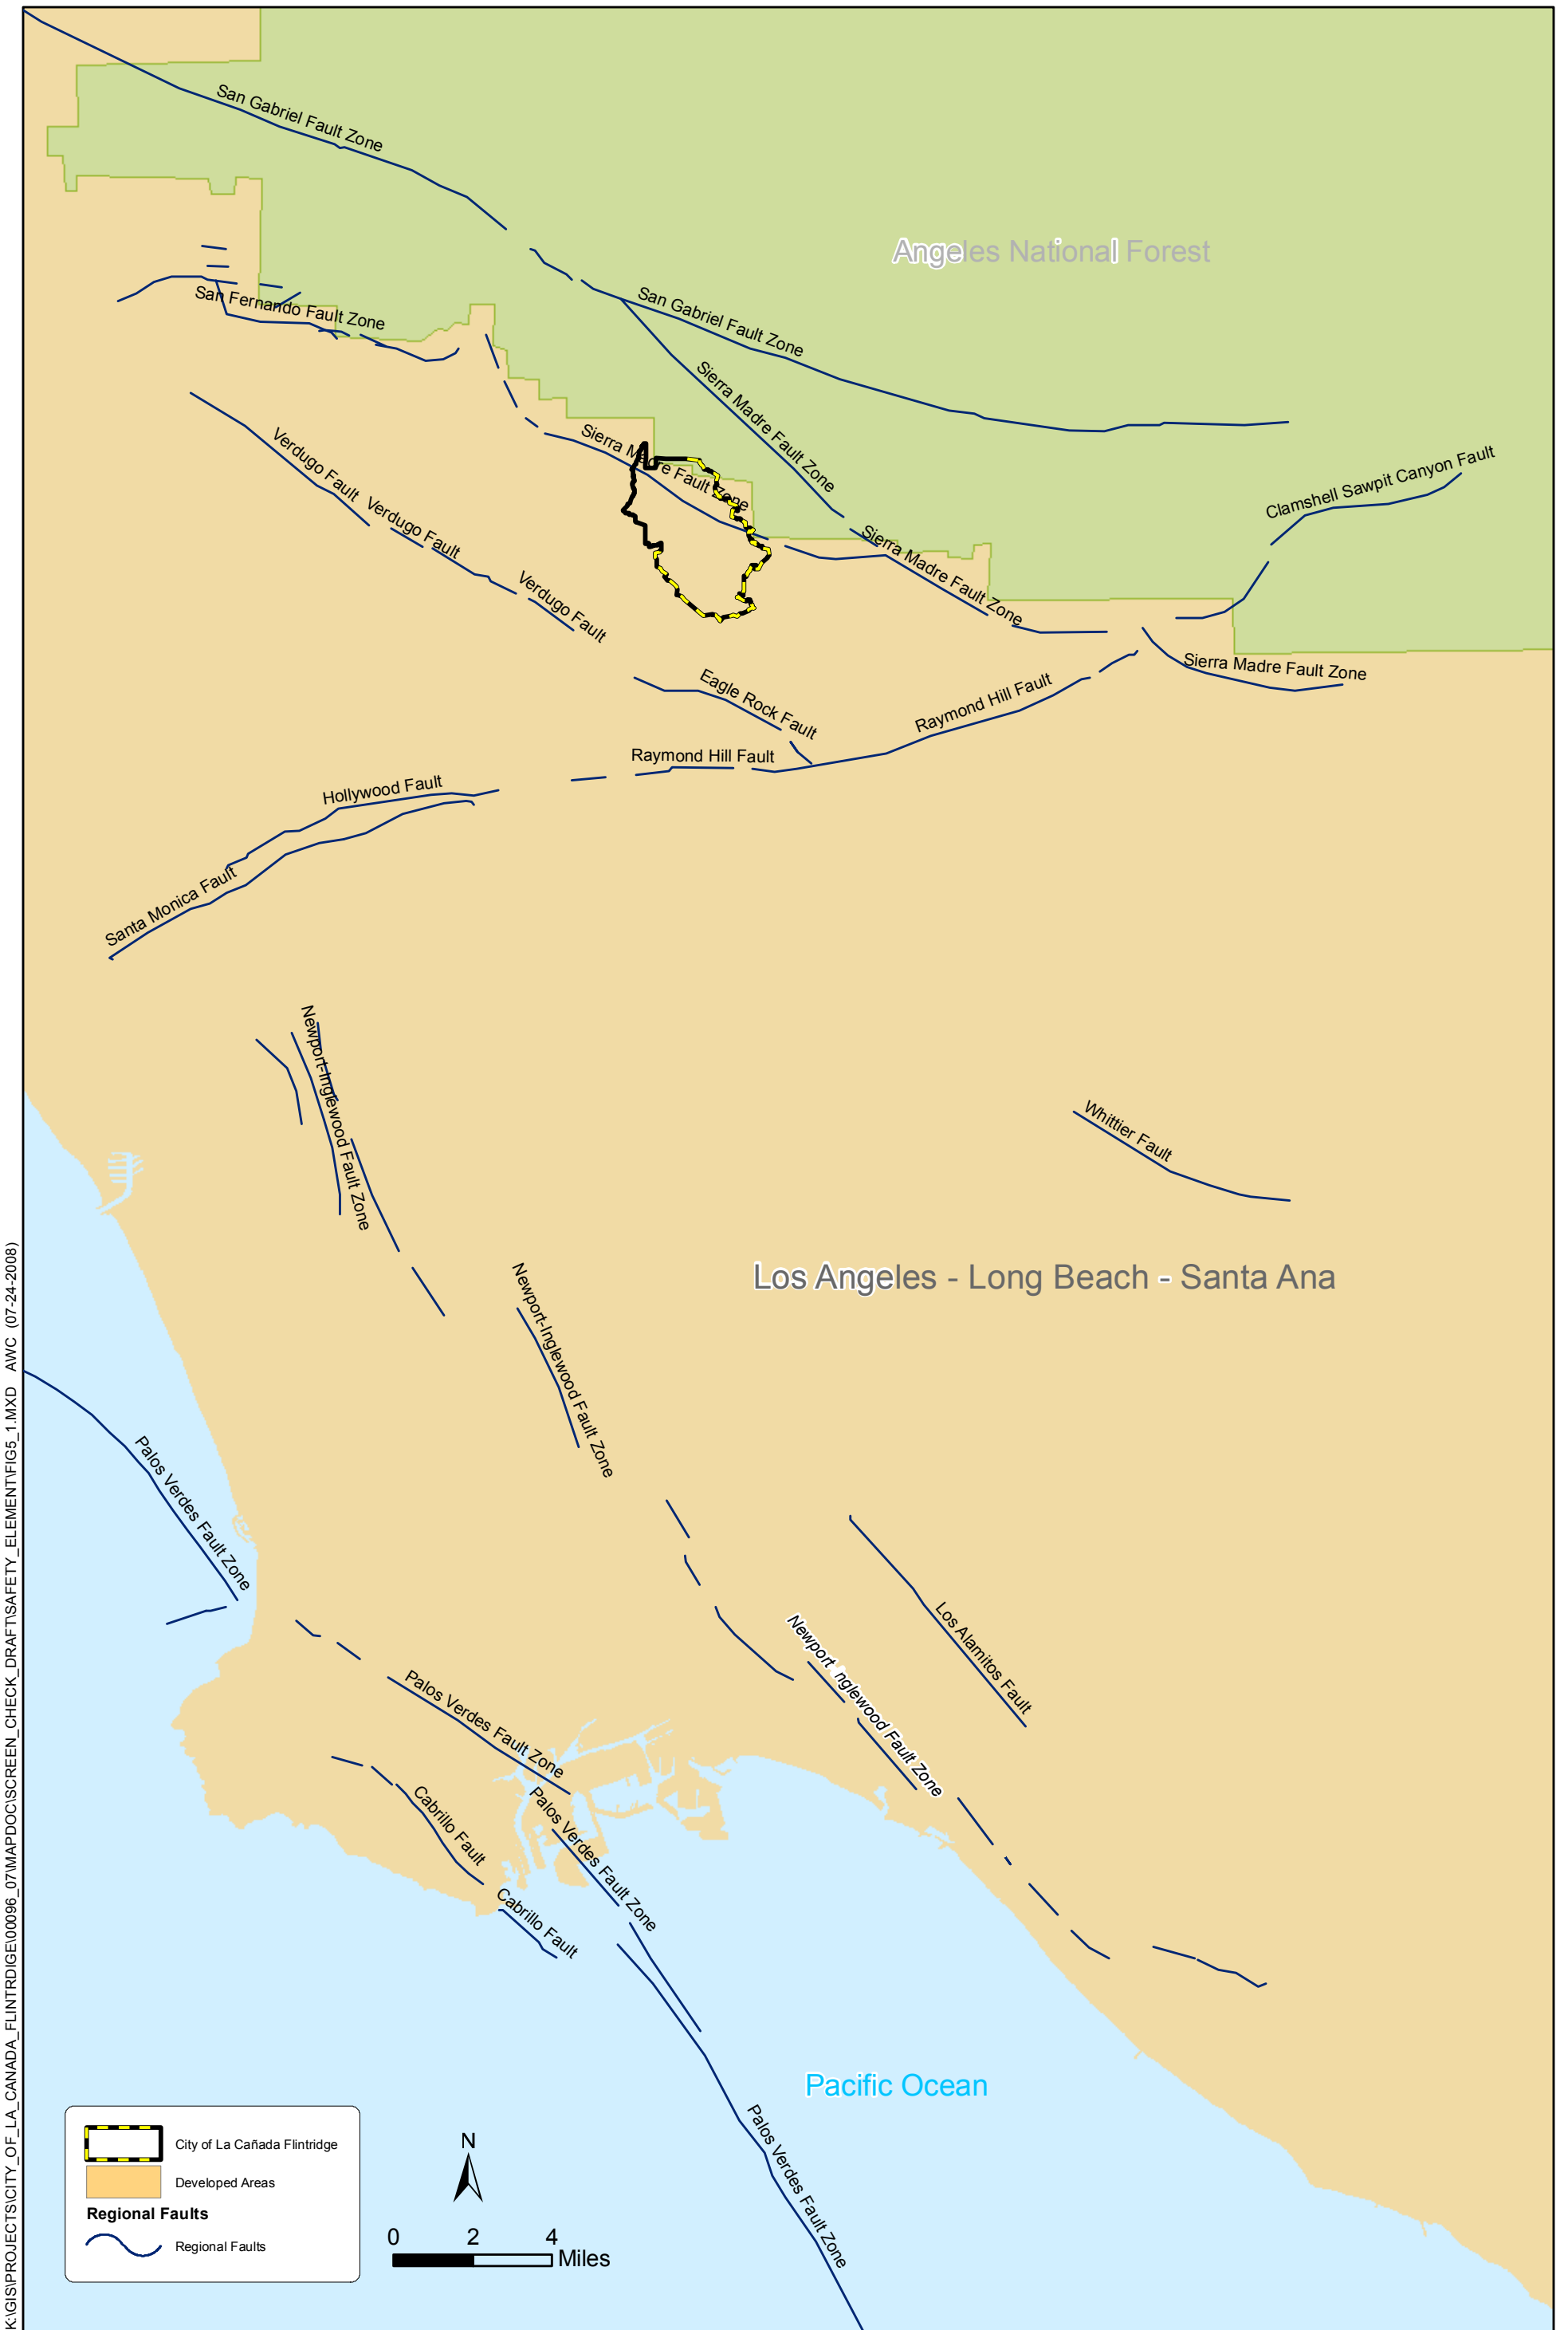 San Gabriel Fault Zone
Angeles National Forest
San Fernando Fault Zone
San Gabriel Fault Zone
Sierra Madre Fault Zone
Sierra Madre Fault Zone
Verdugo Fault
Verdugo Fault
Verdugo Fault
Clamshell Sawpit Canyon Fault
Sierra Madre Fault Zone
Sierra Madre Fault Zone
Eagle Rock Fault
Raymond Hill Fault
Raymond Hill Fault
Hollywood Fault
Santa Monica Fault
Newport-Inglewood Fault Zone
Whittier Fault
Los Angeles - Long Beach - Santa Ana
Newport-Inglewood Fault Zone
Palos Verdes Fault Zone
Los Alamitos Fault
Newport nglewood Fault Zone
Palos Verdes Fault Zone
Cabrillo Fault
Palos Verdes Fault Zone
Cabrillo Fault
Pacific Ocean
Palos Verdes Fault Zone
City of La Cañada Flintridge
Developed Areas
Regional Faults
Regional Faults
N
0 2 4
Miles
K:\GIS\PROJECTS\CITY_OF_LA_CANADA_FLINTRDIGE\00096_07\MAPDOC\SCREEN_CHECK_DRAFT\SAFETY_ELEMENT\FIG5_1.MXD AWC (07-24-2008)